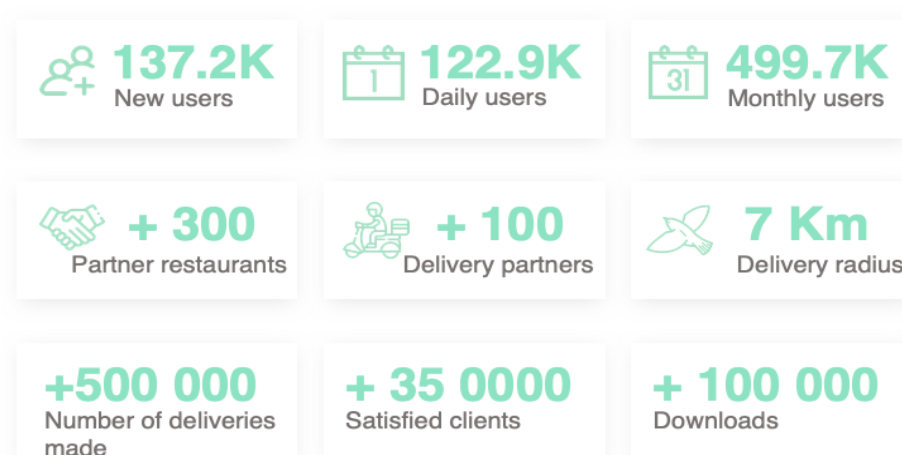 137.2K
New users
1
122.9K
Daily users
31
499.7K
Monthly users
+ 300
Partner restaurants
+ 100
Delivery partners
7 Km
Delivery radius
+500 000
Number of deliveries
made
+ 35 0000
Satisfied clients
+ 100 000
Downloads